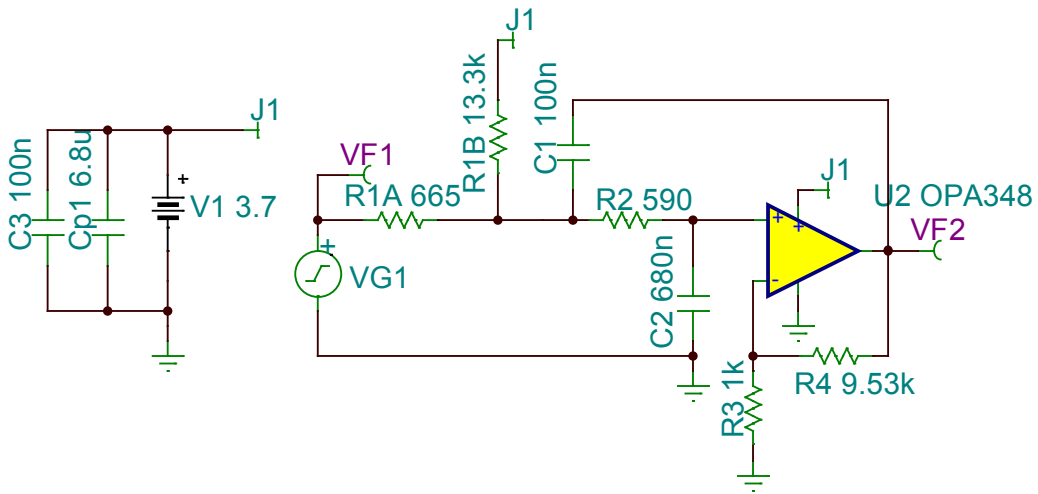 J1
J1
C3 100n
Cp1 6.8u
+
V1 3.7
VF1
R1A 665
R1B 13.3k
C1 100n
+
VG1
R2 590
C2 680n
J1
U2 OPA348
+
+
-
VF2
R3 1k
R4 9.53k